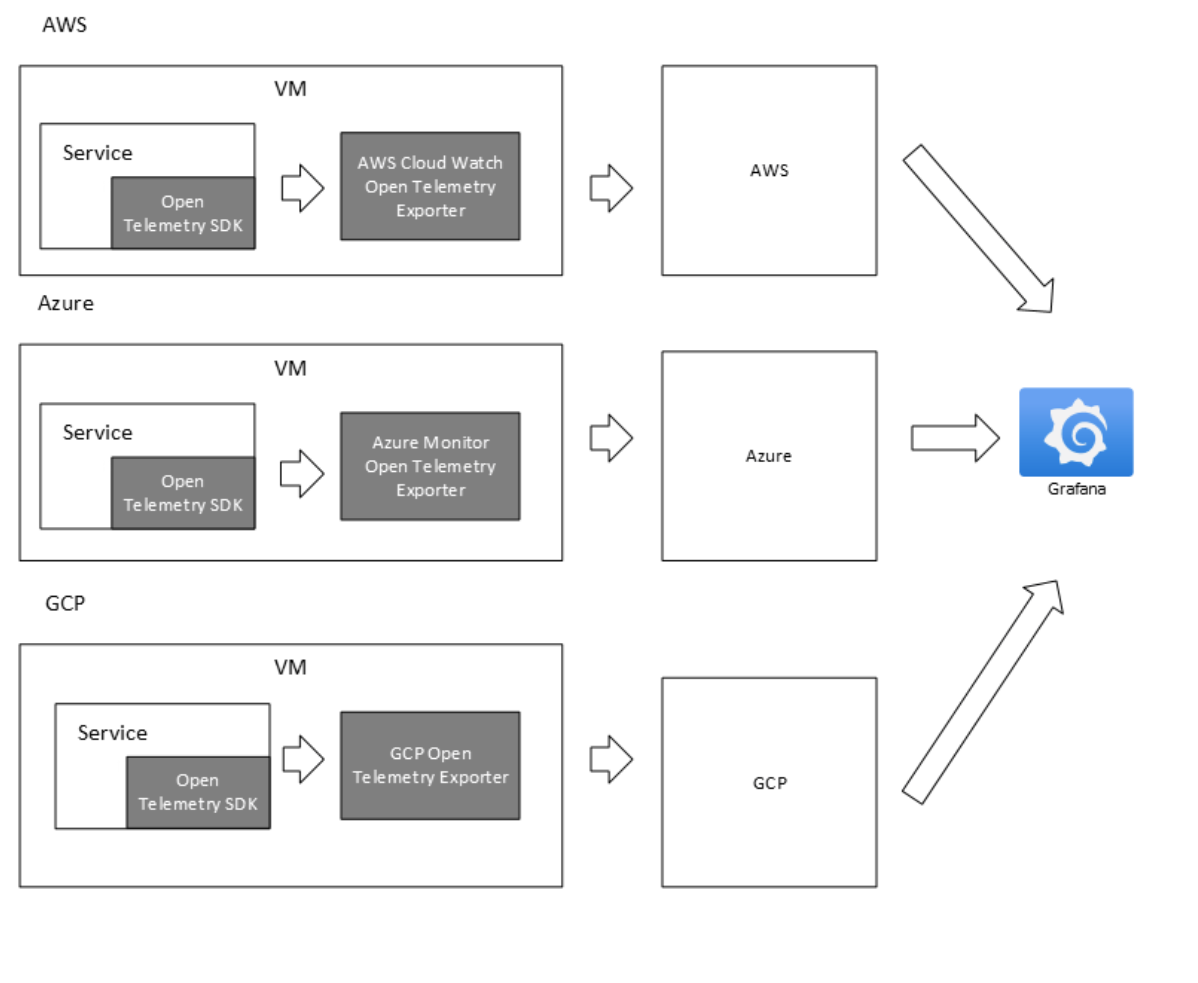 AWS
VM
Service
Open
Telemetry SDK
AWS Cloud Watch
Open Telemetry
Exporter
AWS
Azure
VM
Service
Open
Telemetry SDK
Azure Monitor
Open Telemetry
Exporter
Azure
Grafana
GCP
VM
Service
Open
Telemetry SDK
GCP Open
Telemetry Exporter
GCP